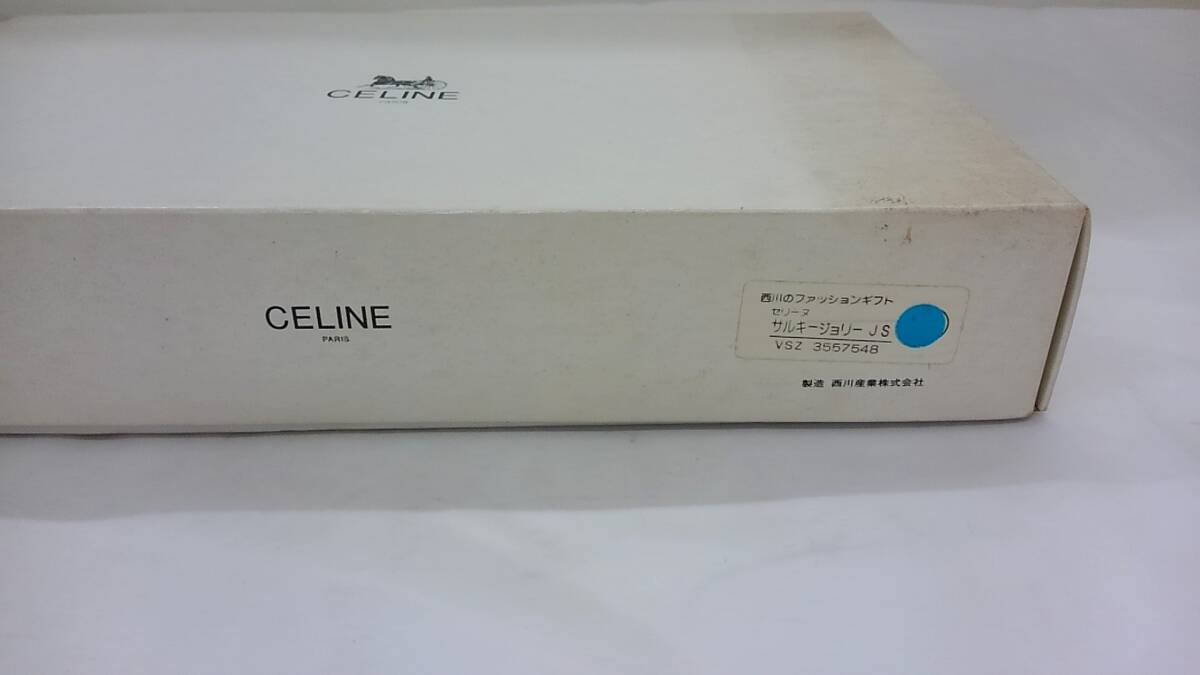 CELINE
PARIS
CELINE
PARIS
西川のファッションギフト
セリーヌ
サルキージョリー JS
VSZ 3557548
製造 西川産業株式会社